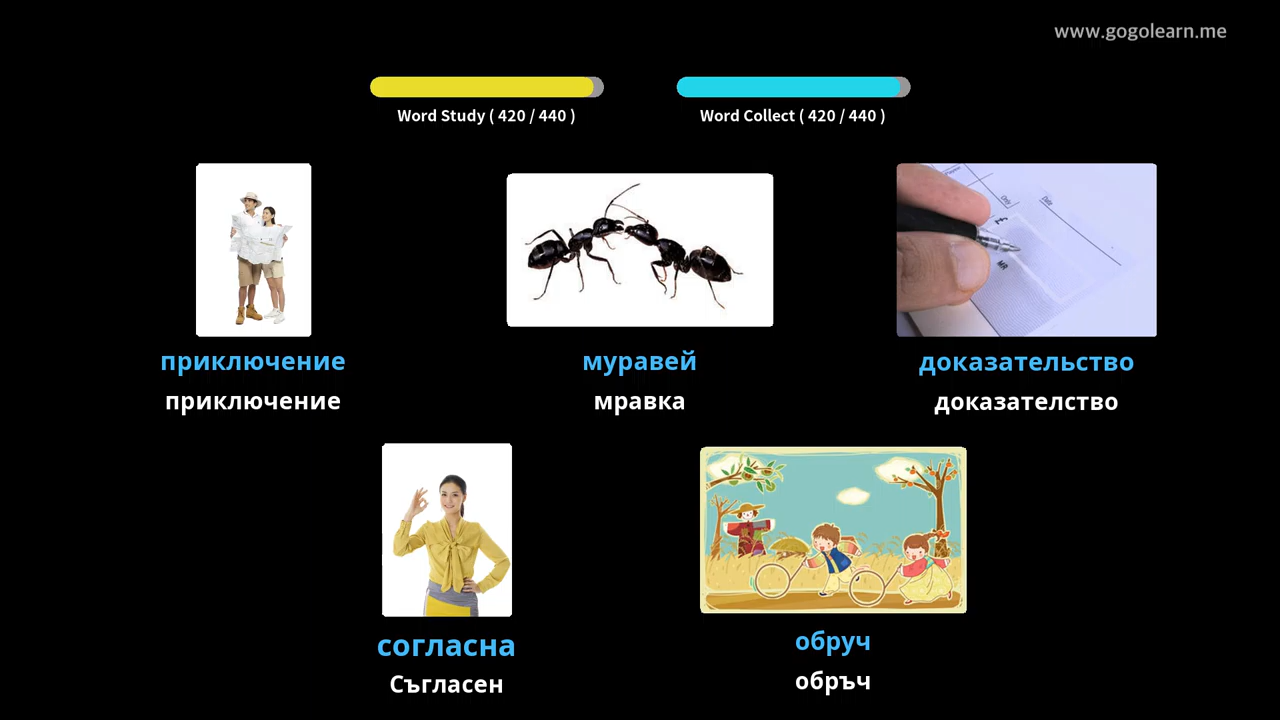 www.gogolearn.me
Word Study ( 420 / 440 )
Word Collect ( 420 / 440 )
приключение
приключение
муравей
мравка
доказательство
доказателство
согласна
Съгласен
обруч
обръч